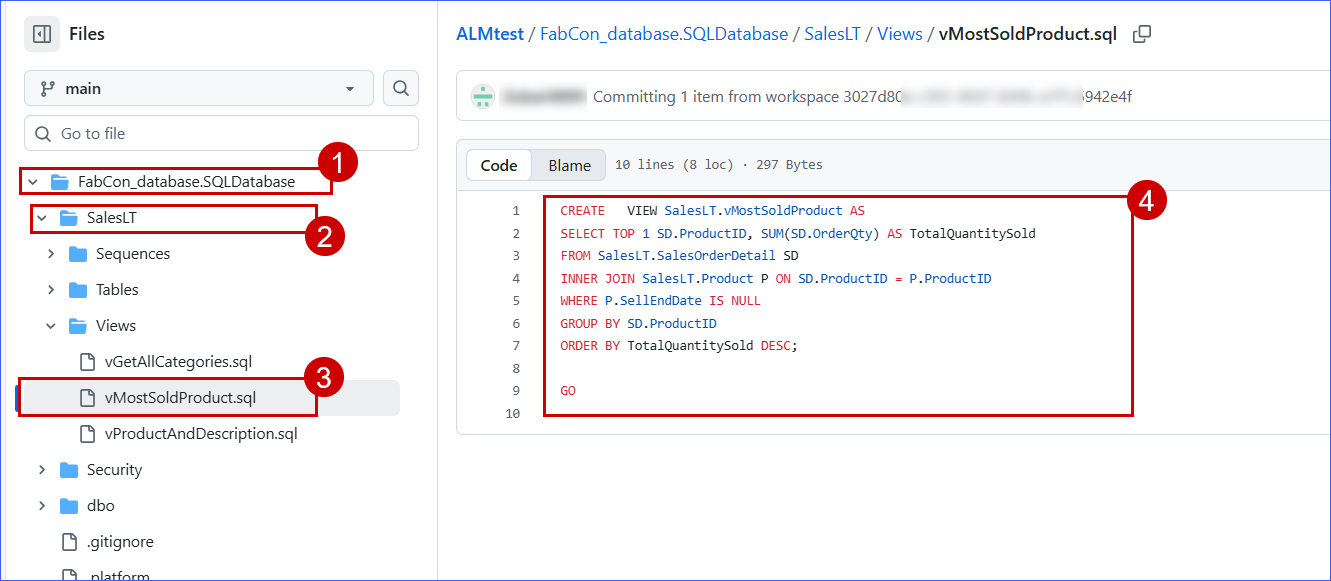 Files
main
Go to file
1
FabCon_database.SQLDatabase
SalesLT
2
Sequences
Tables
Views
vGetAllCategories.sql
3
vMostSoldProduct.sql
vProductAndDescription.sql
Security
dbo
.gitignore
.platform
ALMtest / FabCon_database.SQLDatabase / SalesLT / Views / vMostSoldProduct.sql
Committing 1 item from workspace 3027d80 942e4f
Code Blame 10 lines (8 loc) · 297 Bytes
4
1 CREATE   VIEW SalesLT.vMostSoldProduct AS
2 SELECT TOP 1 SD.ProductID, SUM(SD.OrderQty) AS TotalQuantitySold
3 FROM SalesLT.SalesOrderDetail SD
4 INNER JOIN SalesLT.Product P ON SD.ProductID = P.ProductID
5 WHERE P.SellEndDate IS NULL
6 GROUP BY SD.ProductID
7 ORDER BY TotalQuantitySold DESC;
8
9 GO
10